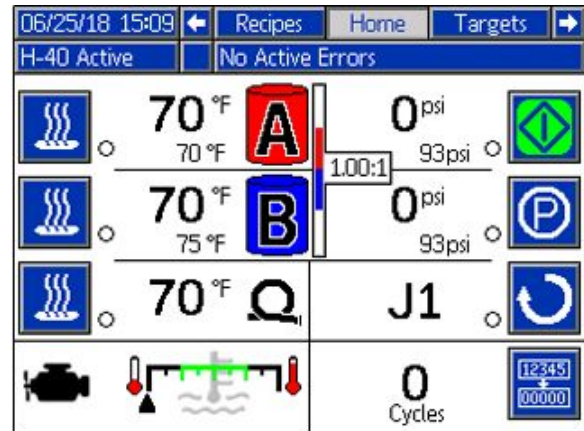 06/25/18 15:09 Recipes Home Targets
H-40 Active No Active Errors
70 °F A 0 psi
70 °F 93psi
1.00:1
70 °F B 0 psi
75 °F 93psi
P
70 °F J1
12345
0 00000
Cycles